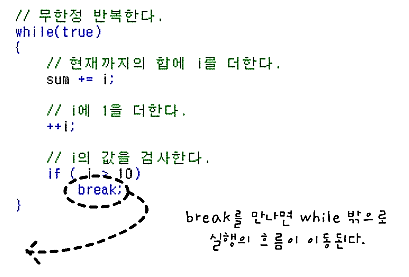 // 무한정 반복한다.
while(true)
{
// 현재까지의 합에 i를 더한다.
sum += i;
// i에 1을 더한다.
++i;
// i의 값을 검사한다.
if ( i > 10)
break;
}
break를 만나면 while 밖으로
실행의 흐름이 이동된다.